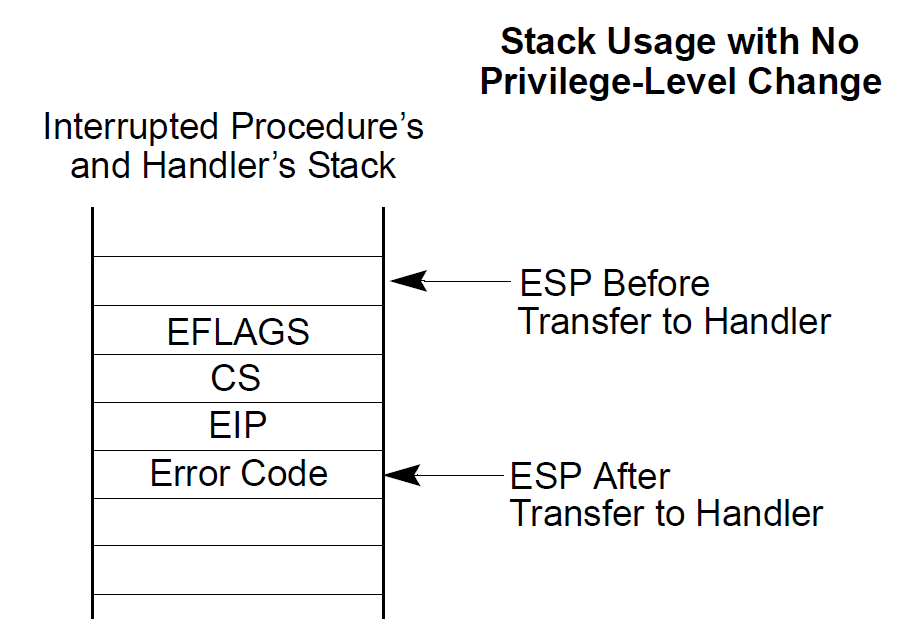 Stack Usage with No
Privilege-Level Change
Interrupted Procedure’s
and Handler’s Stack
ESP Before
Transfer to Handler
EFLAGS
CS
EIP
Error Code
ESP After
Transfer to Handler